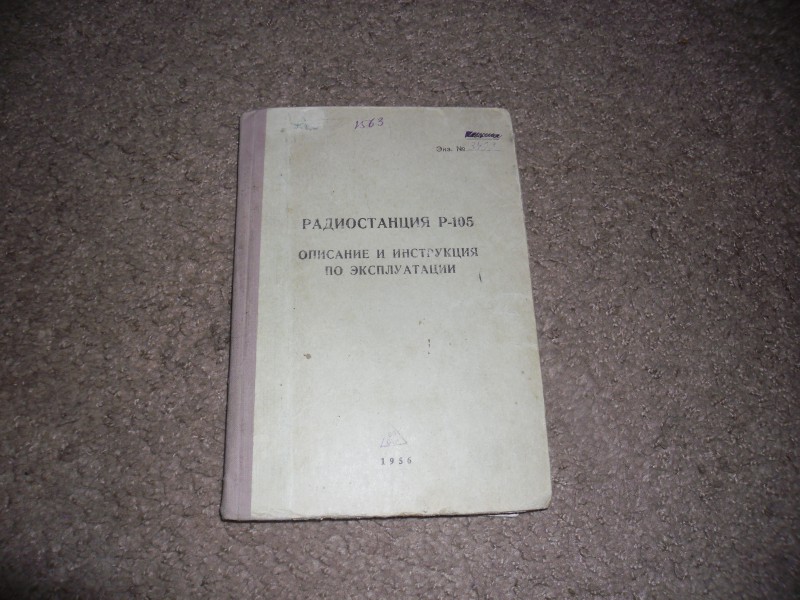 1563
Экз. №
РАДИОСТАНЦИЯ Р-105
ОПИСАНИЕ И ИНСТРУКЦИЯ
ПО ЭКСПЛУАТАЦИИ
1956